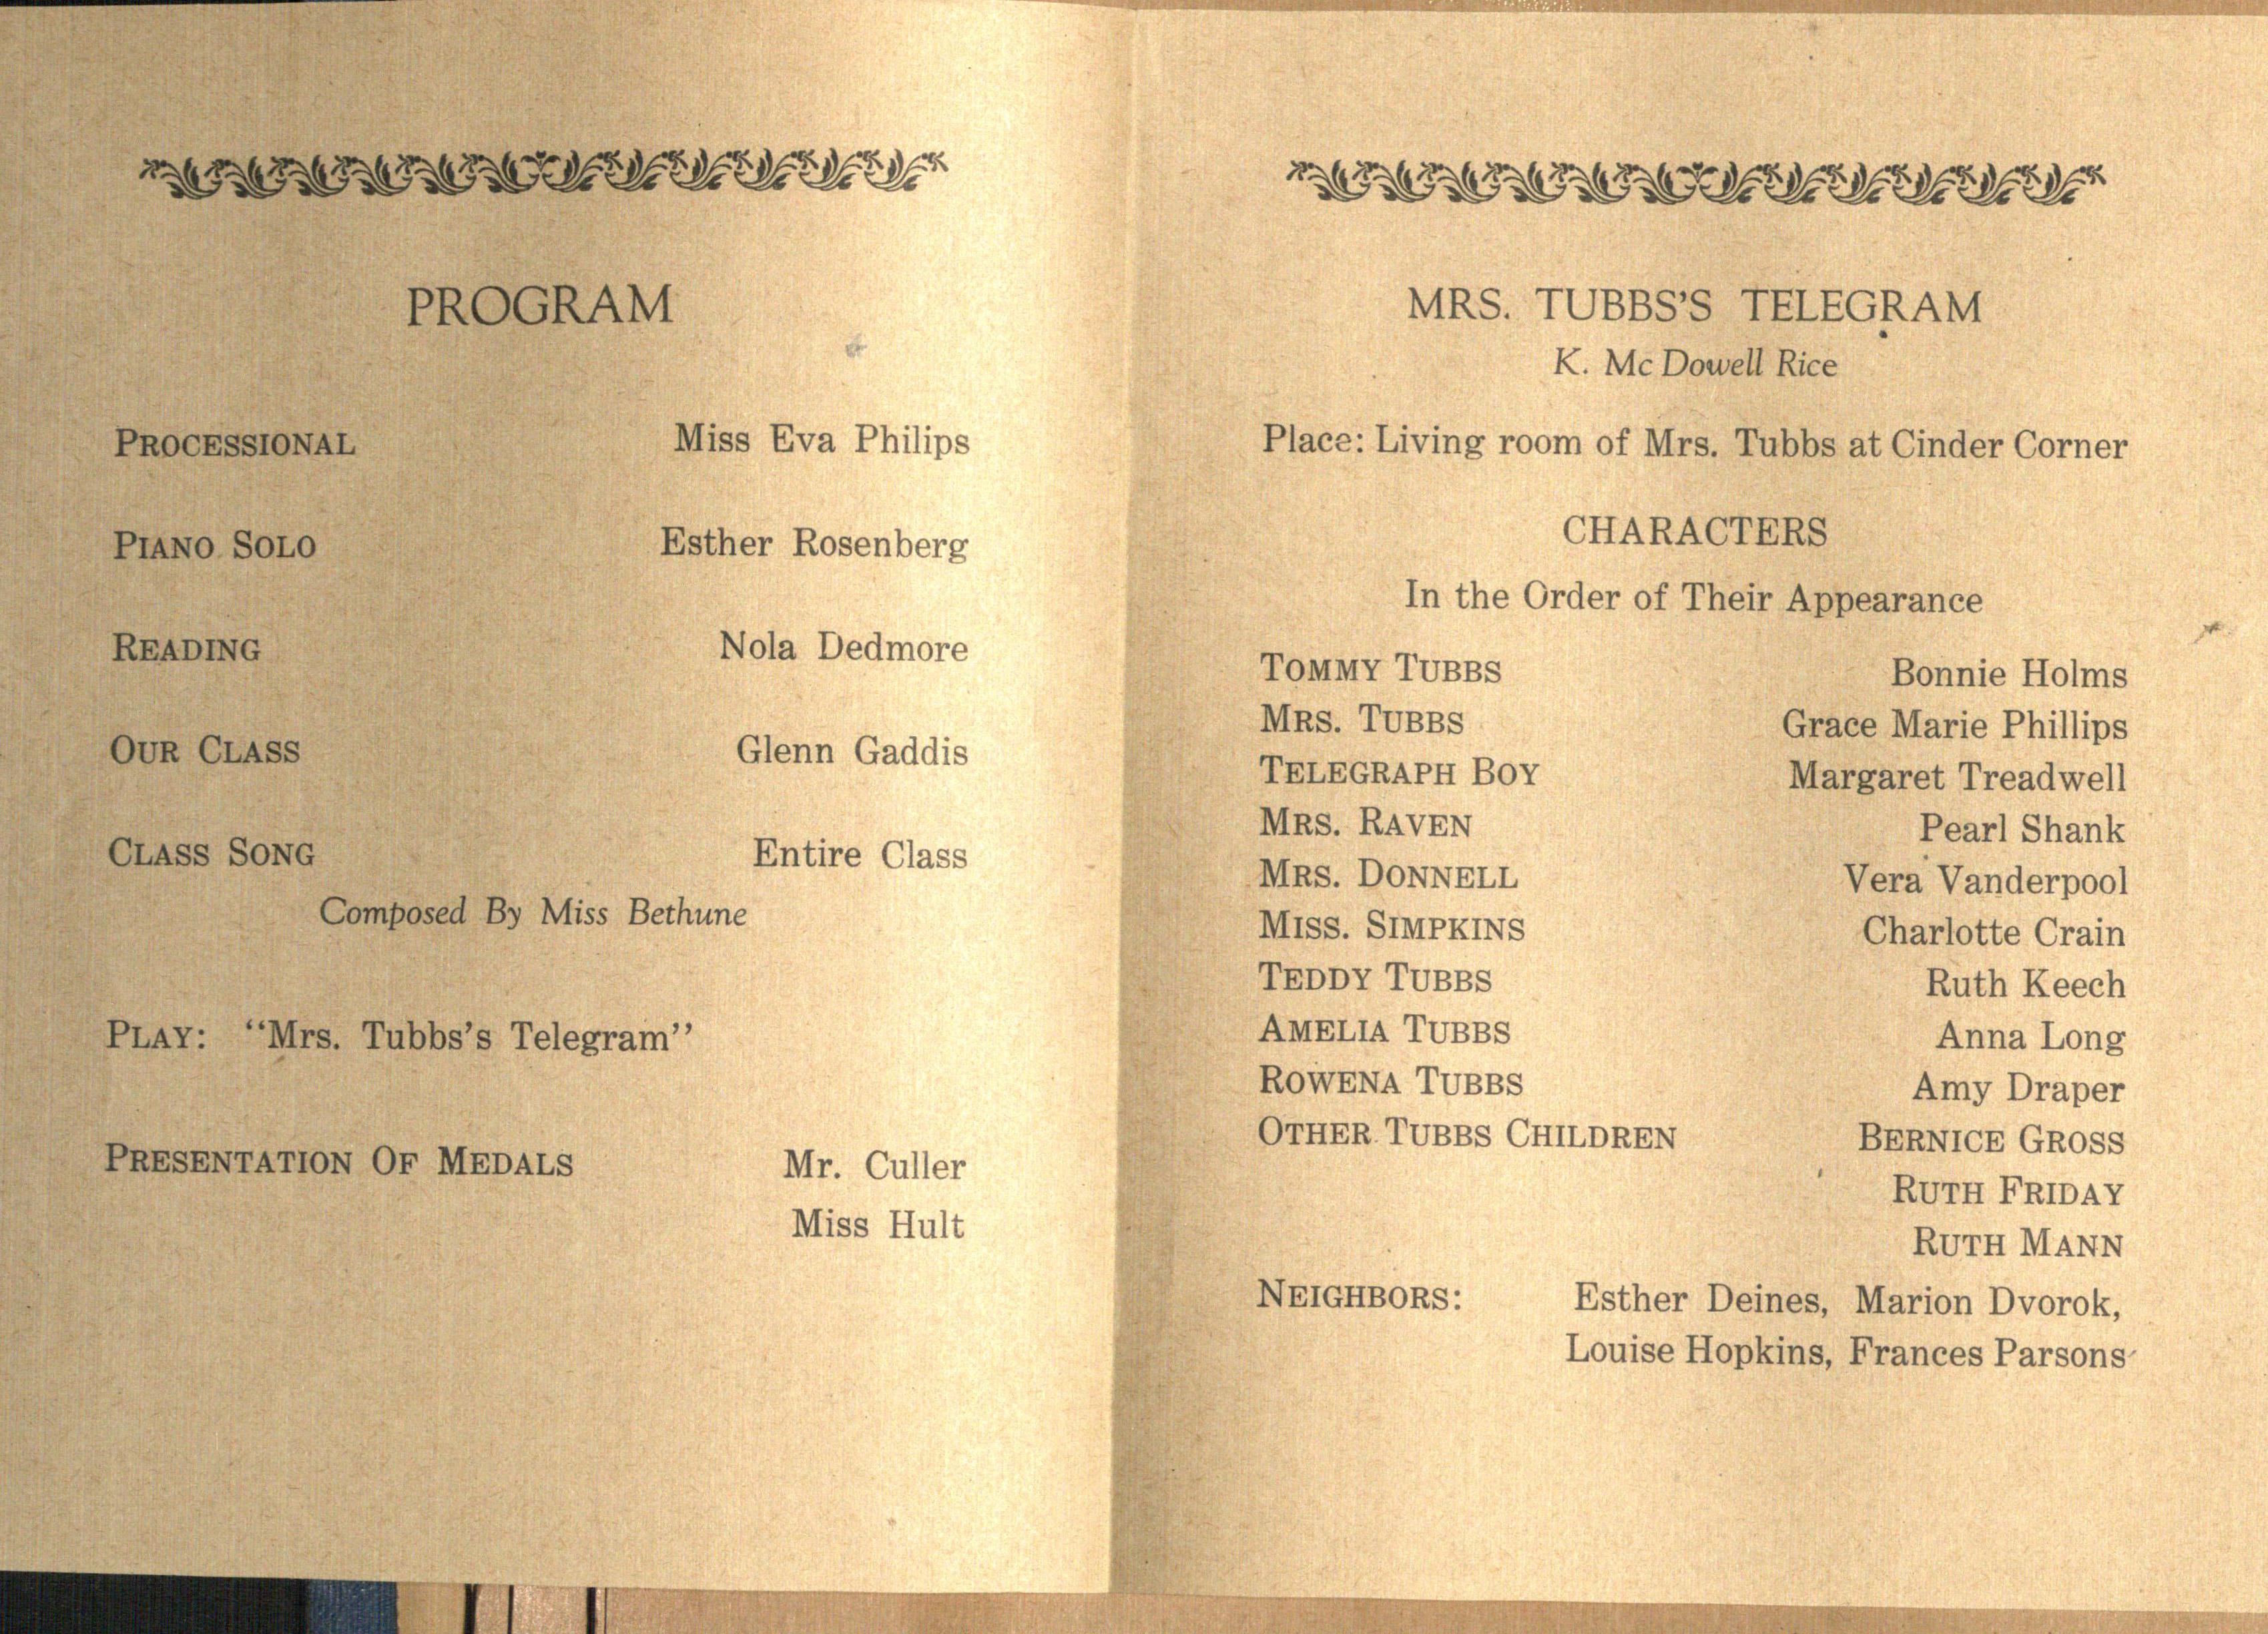 PROGRAM
PROCESSIONAL Miss Eva Philips
PIANO SOLO Esther Rosenberg
READING Nola Dedmore
OUR CLASS Glenn Gaddis
CLASS SONG Entire Class
Composed By Miss Bethune
PLAY: "Mrs. Tubbs's Telegram"
PRESENTATION OF MEDALS Mr. Culler
Miss Hult
MRS. TUBBS'S TELEGRAM
K. Mc Dowell Rice
Place: Living room of Mrs. Tubbs at Cinder Corner
CHARACTERS
In the Order of Their Appearance
TOMMY TUBBS Bonnie Holms
MRS. TUBBS Grace Marie Phillips
TELEGRAPH BOY Margaret Treadwell
MRS. RAVEN Pearl Shank
MRS. DONNELL Vera Vanderpool
MISS. SIMPKINS Charlotte Crain
TEDDY TUBBS Ruth Keech
AMELIA TUBBS Anna Long
ROWENA TUBBS Amy Draper
OTHER TUBBS CHILDREN BERNICE GROSS
RUTH FRIDAY
RUTH MANN
NEIGHBORS: Esther Deines, Marion Dvorok,
Louise Hopkins, Frances Parsons